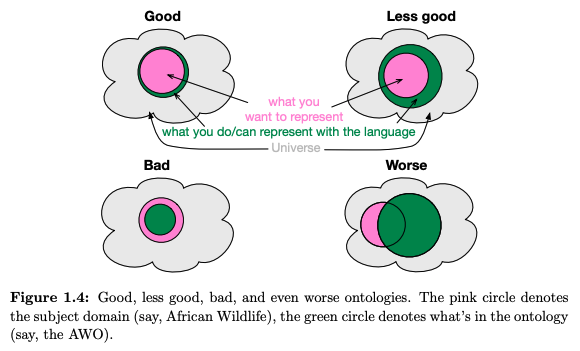 Good
Less good
what you
want to represent
what you do/can represent with the language
Universe
Bad
Worse
Figure 1.4: Good, less good, bad, and even worse ontologies. The pink circle denotes
the subject domain (say, African Wildlife), the green circle denotes what's in the ontology
(say, the AWO).